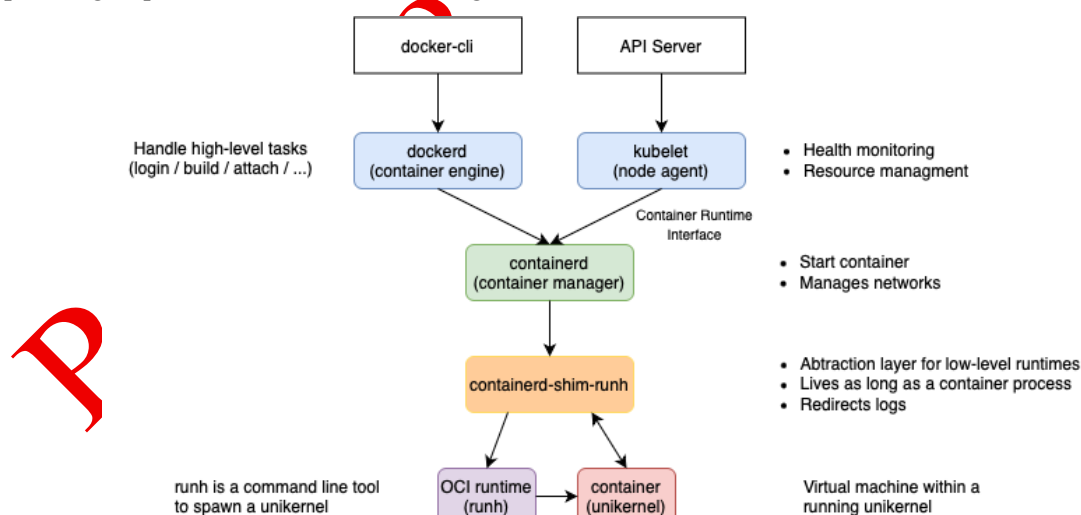 docker-cli
API Server
Handle high-level tasks
(login / build / attach / ...)
dockerd
(container engine)
kubelet
(node agent)
• Health monitoring
• Resource managment
Container Runtime
Interface
containerd
(container manager)
• Start container
• Manages networks
containerd-shim-runh
• Abtraction layer for low-level runtimes
• Lives as long as a container process
• Redirects logs
runh is a command line tool
to spawn a unikernel
OCI runtime
(runh)
container
(unikernel)
Virtual machine within a
running unikernel